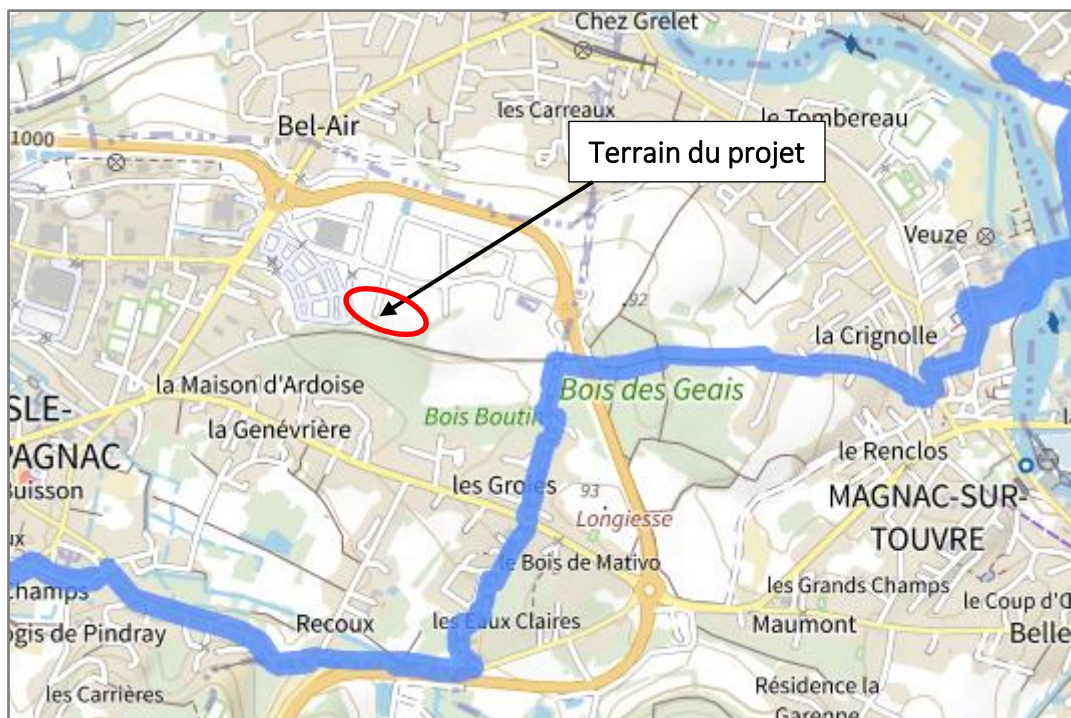 Chez Grelet
les Carreaux
le Tombereau
Bel-Air
1000
Terrain du projet
Veuze
92
la Crignolle
la Maison d'Ardoise
Bois des Geais
Bois Boutin
SLE-
PAGNAC
la Genévrière
le Renclos
Buisson
les Groies
93
MAGNAC-SUR-
TOUVRE
Longiesse
ux
le Bois de Mativo
Champs
les Grands Champs
le Coup d'Œ
ogis de Pindray
Recoux
les Eaux Claires
Maumont
Belle
les Carrières
Résidence la
Garenne